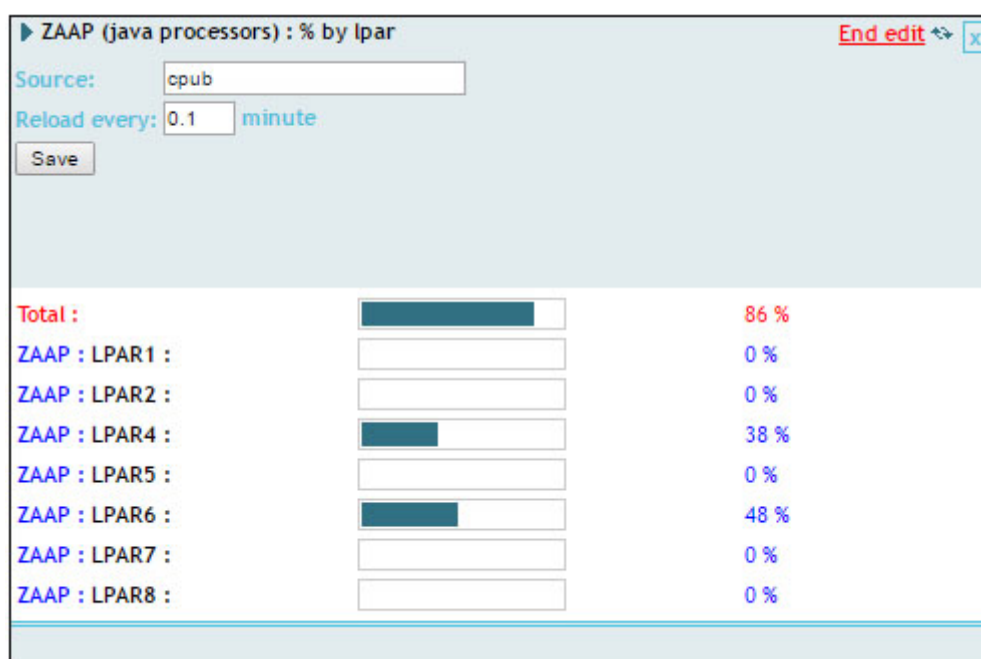 ZAAP (java processors) : % by lpar End edit x
Source: cpub
Reload every: 0.1 minute
Save
Total : 86 %
ZAAP : LPAR1 : 0 %
ZAAP : LPAR2 : 0 %
ZAAP : LPAR4 : 38 %
ZAAP : LPAR5 : 0 %
ZAAP : LPAR6 : 48 %
ZAAP : LPAR7 : 0 %
ZAAP : LPAR8 : 0 %